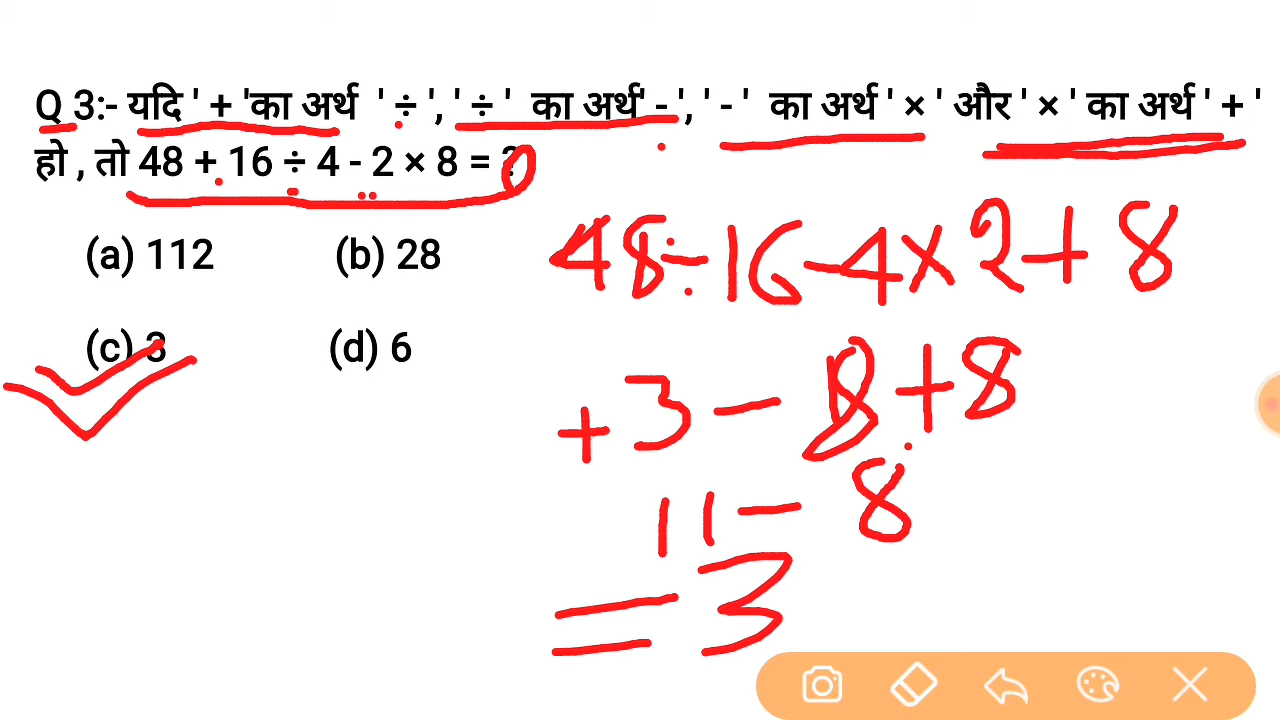 Q 3:- यदि ' + 'का अर्थ ' ÷ ', ' ÷ ' का अर्थ' - ', ' - ' का अर्थ ' × ' और ' × ' का अर्थ ' + '
हो , तो 48 + 16 ÷ 4 - 2 × 8 = ?
(a) 112 (b) 28
(c) 3 (d) 6
48 ÷ 16 - 4 × 2 + 8
+ 3 - 8 + 8
11 - 8
= 3